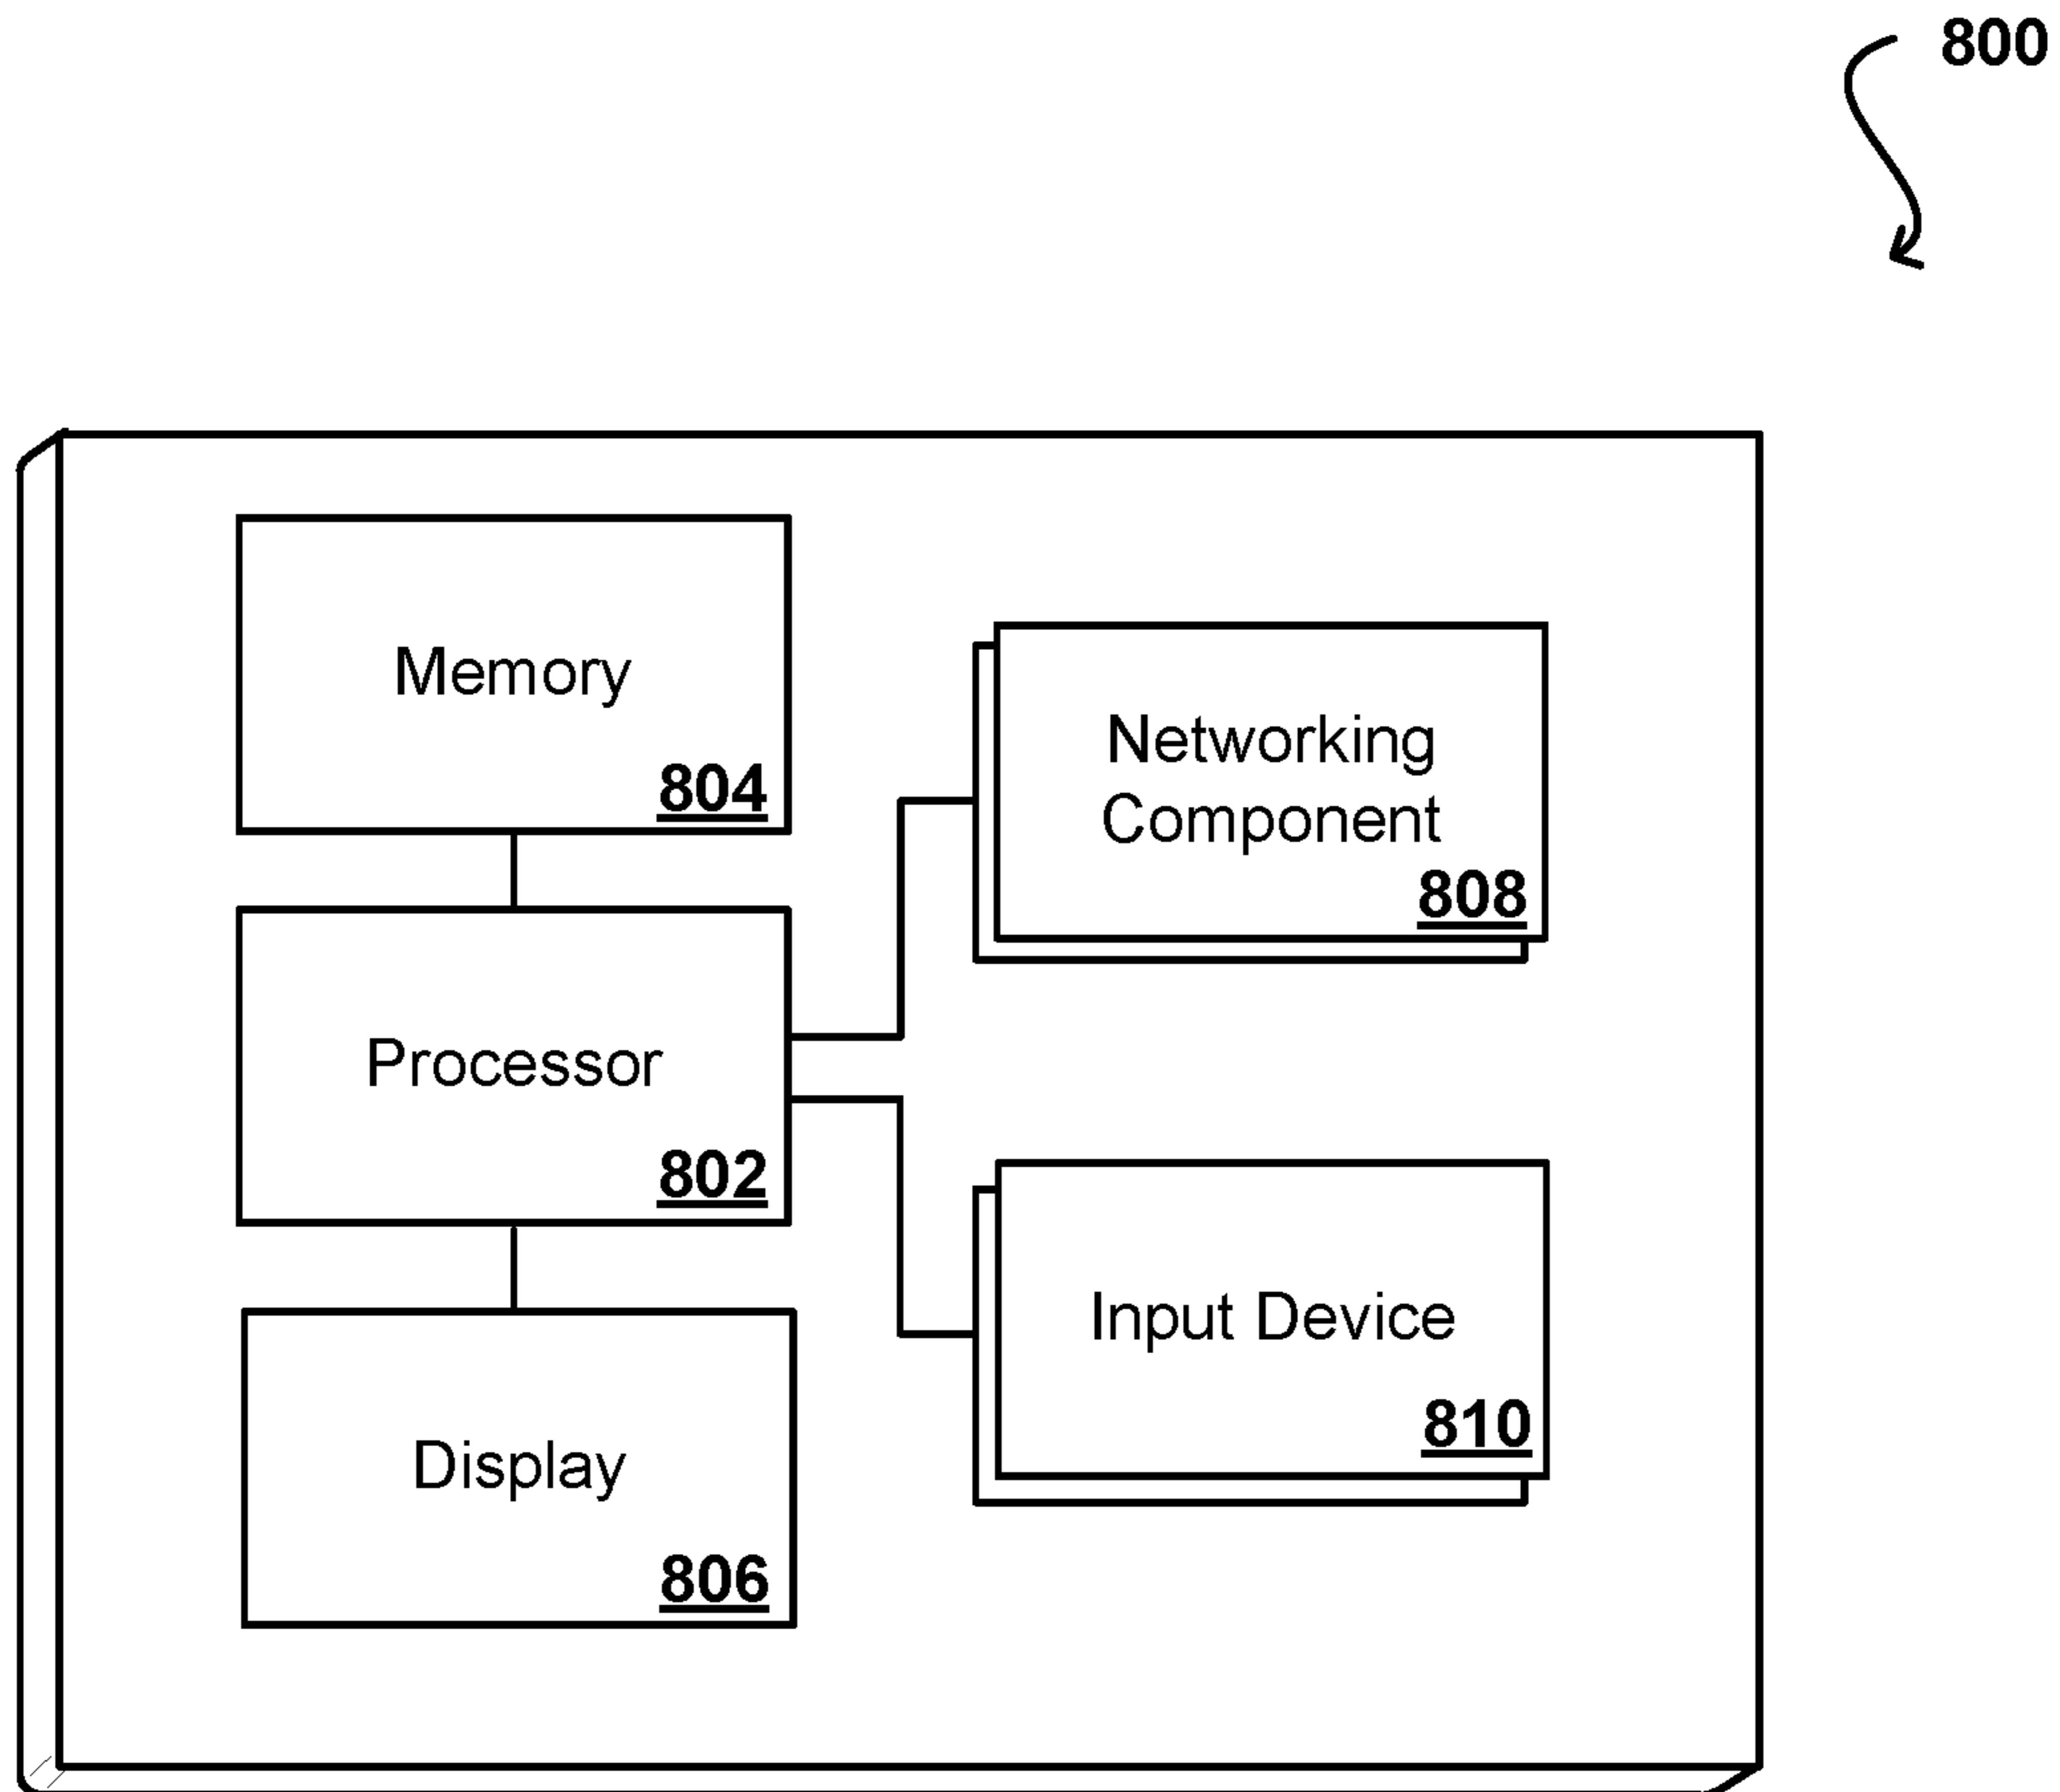 800
Memory
804
Networking
Component
808
Processor
802
Input Device
810
Display
806